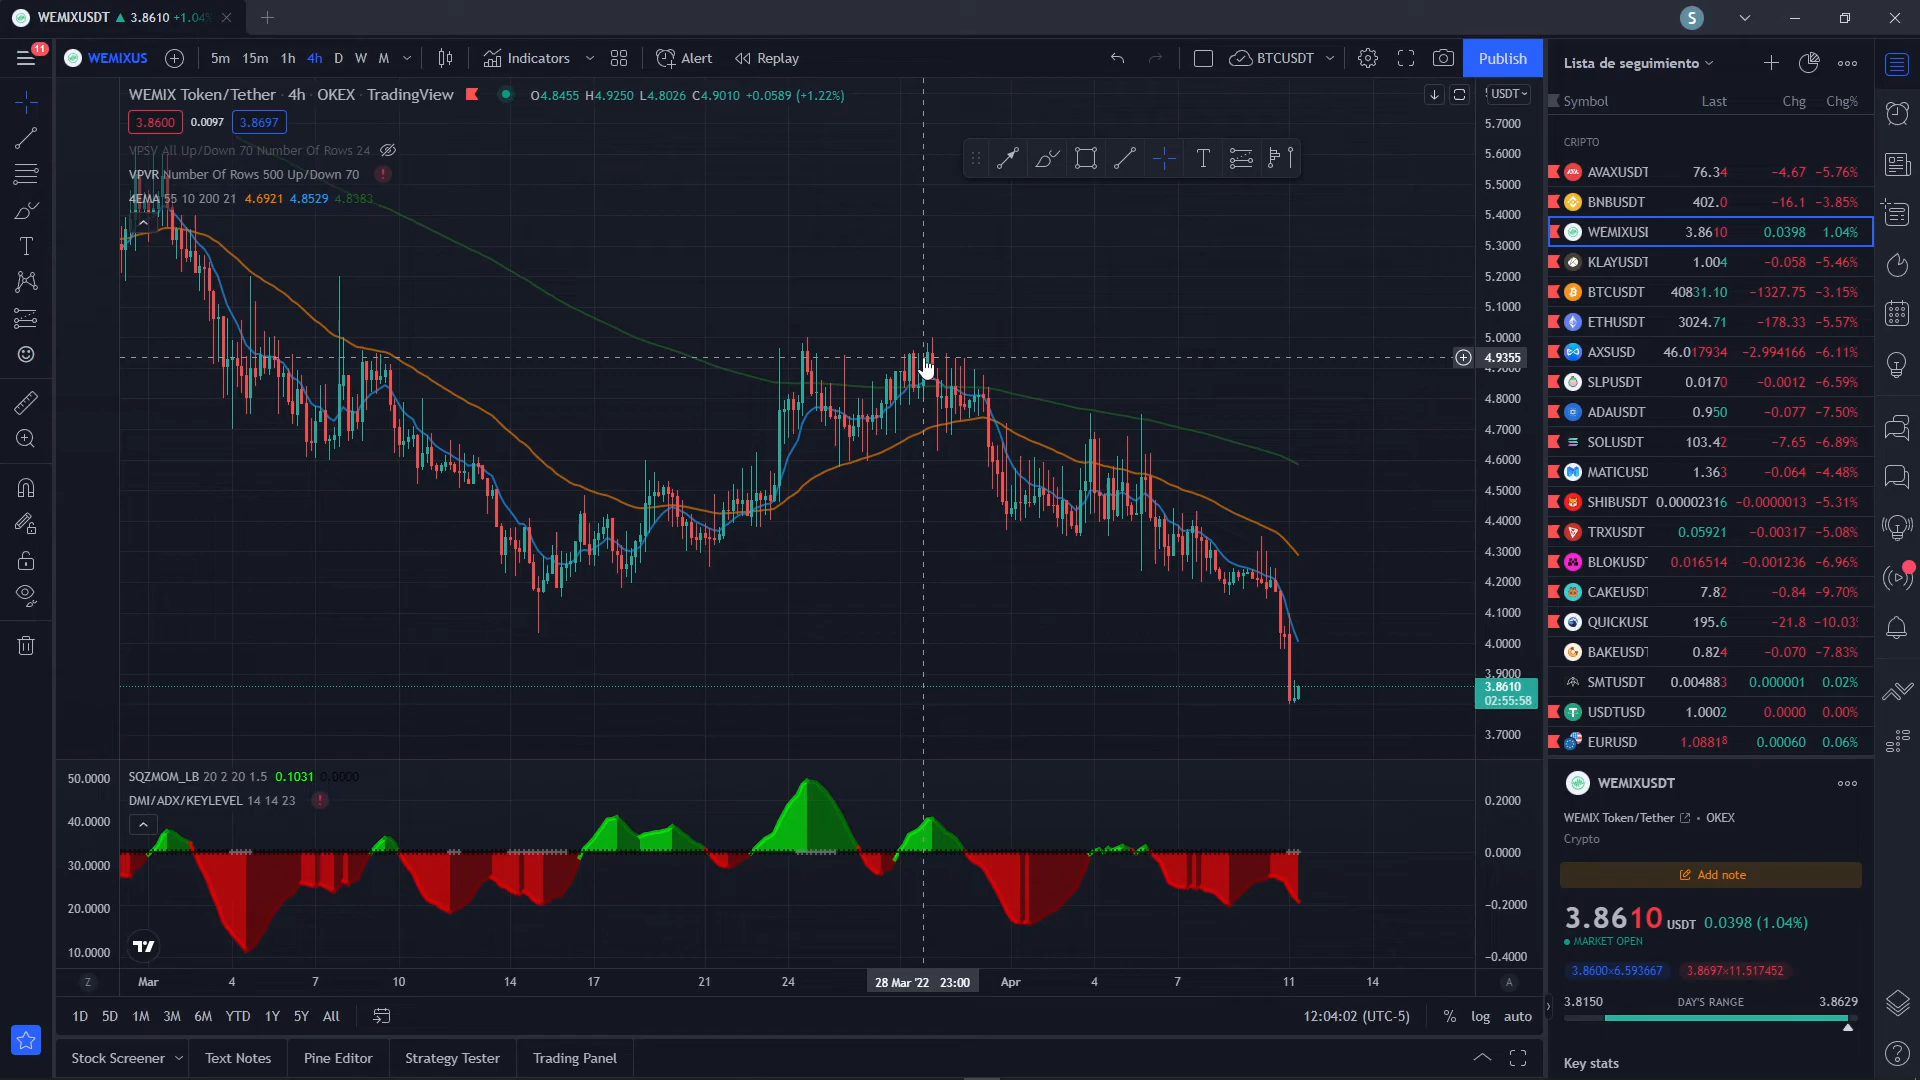 WEMIXUSDT ▲ 3.8610 +1.04%
S
11
WEMIXUS
5m 15m 1h 4h D W M
Indicators
Alert
Replay
BTCUSDT
Publish
WEMIX Token/Tether · 4h · OKEX · TradingView
O4.8455 H4.9250 L4.8026 C4.9010 +0.0589 (+1.22%)
USDT
3.8600 0.0097 3.8697
VPSV All Up/Down 70 Number Of Rows 24
VPVR Number Of Rows 500 Up/Down 70
4EMA 55 10 200 21 4.6921 4.8529 4.8383
5.7000
5.6000
5.5000
5.4000
5.3000
5.2000
5.1000
5.0000
4.9355
4.9000
4.8000
4.7000
4.6000
4.5000
4.4000
4.3000
4.2000
4.1000
4.0000
3.9000
3.8610
02:55:58
3.7000
SQZMOM_LB 20 2 20 1.5 0.1031 0.0000
DMI/ADX/KEYLEVEL 14 14 23
50.0000
40.0000
30.0000
20.0000
10.0000
0.2000
0.0000
−0.2000
−0.4000
Z
Mar 4 7 10 14 17 21 24 28 Mar '22 23:00 Apr 4 7 11 14
A
1D 5D 1M 3M 6M YTD 1Y 5Y All
12:04:02 (UTC-5) % log auto
Stock Screener Text Notes Pine Editor Strategy Tester Trading Panel
Lista de seguimiento
Symbol Last Chg Chg%
CRIPTO
AVAXUSDT 76.34 −4.67 −5.76%
BNBUSDT 402.0 −16.1 −3.85%
WEMIXUSI 3.8610 0.0398 1.04%
KLAYUSDT 1.004 −0.058 −5.46%
BTCUSDT 40831.10 −1327.75 −3.15%
ETHUSDT 3024.71 −178.33 −5.57%
AXSUSD 46.017934 −2.994166 −6.11%
SLPUSDT 0.0170 −0.0012 −6.59%
ADAUSDT 0.950 −0.077 −7.50%
SOLUSDT 103.42 −7.65 −6.89%
MATICUSD 1.363 −0.064 −4.48%
SHIBUSDT 0.00002316 −0.0000013 −5.31%
TRXUSDT 0.05921 −0.00317 −5.08%
BLOKUSD 0.016514 −0.001236 −6.96%
CAKEUSDT 7.82 −0.84 −9.70%
QUICKUSD 195.6 −21.8 −10.03
BAKEUSDT 0.824 −0.070 −7.83%
SMTUSDT 0.004883 0.000001 0.02%
USDTUSD 1.0002 0.0000 0.00%
EURUSD 1.08818 0.00060 0.06%
WEMIXUSDT
WEMIX Token/Tether • OKEX
Crypto
Add note
3.8610 USDT 0.0398 (1.04%)
MARKET OPEN
3.8600×6.593667 3.8697×11.517452
3.8150 DAY'S RANGE 3.8629
Key stats